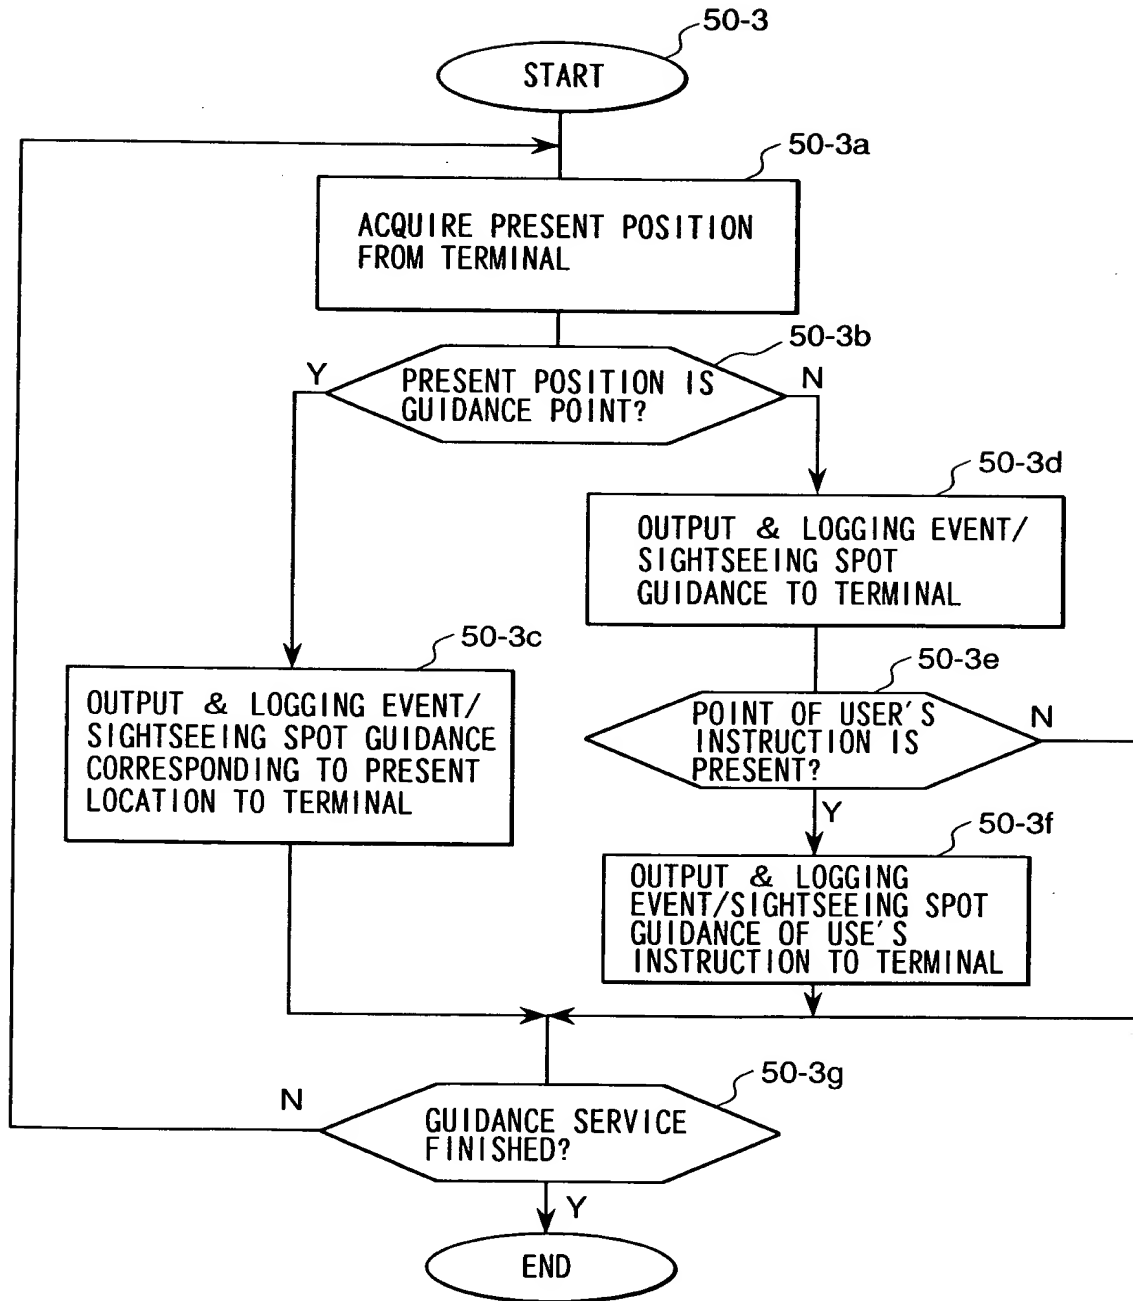 50-3
START
50-3a
ACQUIRE PRESENT POSITION
FROM TERMINAL
50-3b
Y
PRESENT POSITION IS
GUIDANCE POINT?
N
50-3d
OUTPUT & LOGGING EVENT/
SIGHTSEEING SPOT
GUIDANCE TO TERMINAL
50-3c
OUTPUT & LOGGING EVENT/
SIGHTSEEING SPOT GUIDANCE
CORRESPONDING TO PRESENT
LOCATION TO TERMINAL
50-3e
POINT OF USER'S
INSTRUCTION IS
PRESENT?
N
Y
50-3f
OUTPUT & LOGGING
EVENT/SIGHTSEEING SPOT
GUIDANCE OF USE'S
INSTRUCTION TO TERMINAL
50-3g
N
GUIDANCE SERVICE
FINISHED?
Y
END